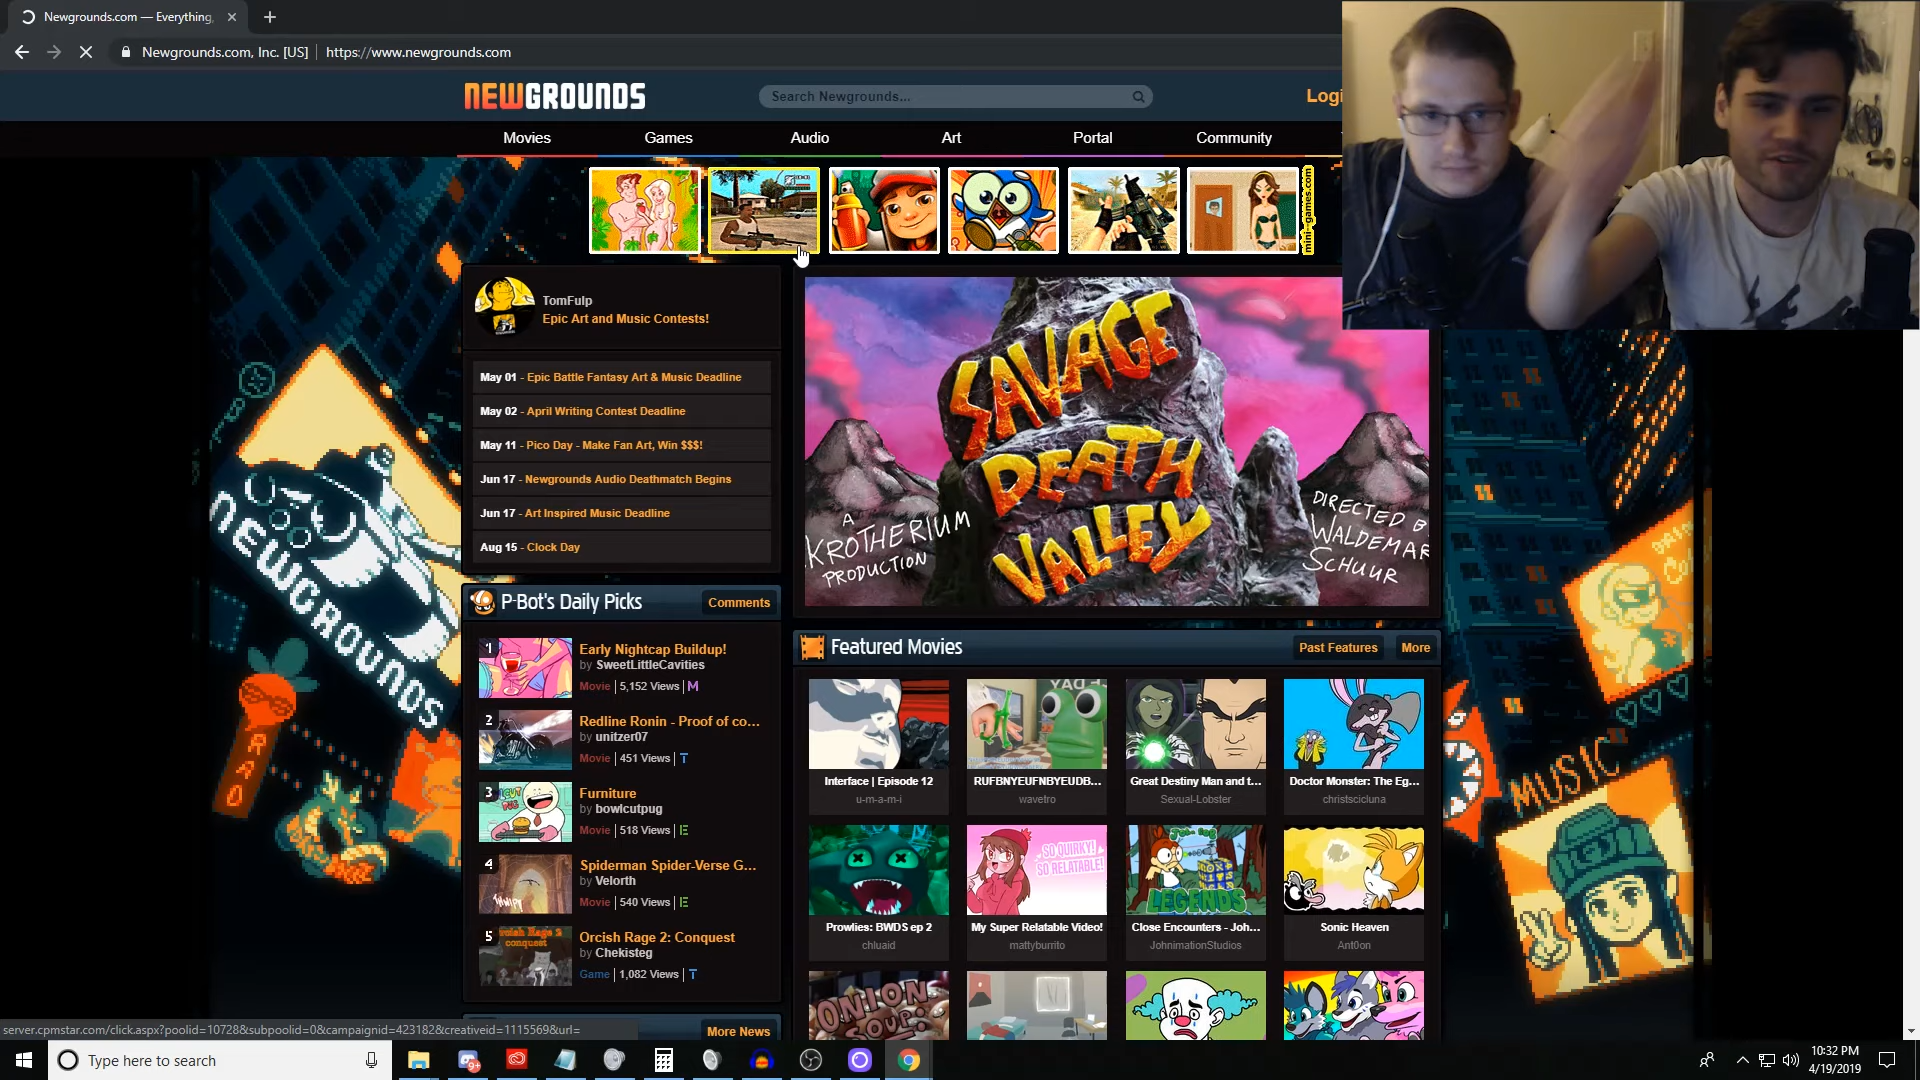 Newgrounds.com — Everything,
Newgrounds.com, Inc. [US] | https://www.newgrounds.com
NEWGROUNDS
Search Newgrounds...
Logi
Movies
Games
Audio
Art
Portal
Community
mini-games.com
TomFulp
Epic Art and Music Contests!
May 01 - Epic Battle Fantasy Art & Music Deadline
May 02 - April Writing Contest Deadline
May 11 - Pico Day - Make Fan Art, Win $$$!
Jun 17 - Newgrounds Audio Deathmatch Begins
Jun 17 - Art Inspired Music Deadline
Aug 15 - Clock Day
SAVAGE
DEATH
VALLEY
A
KROTHERIUM
PRODUCTION
DIRECTED B
WALDEMAR
SCHUUR
NEWGROUNDS
MUSIC
P-Bot's Daily Picks
Comments
1
Early Nightcap Buildup!
by SweetLittleCavities
Movie | 5,152 Views | M
2
Redline Ronin - Proof of co...
by unitzer07
Movie | 451 Views | T
3
Furniture
by bowlcutpug
Movie | 518 Views | E
4
Spiderman Spider-Verse G...
by Velorth
Movie | 540 Views | E
5
Orcish Rage 2: Conquest
by Chekisteg
Game | 1,082 Views | T
More News
Featured Movies
Past Features
More
Interface | Episode 12
u-m-a-m-i
RUFBNYEUFNBYEUDB...
wavetro
Great Destiny Man and t...
Sexual-Lobster
Doctor Monster: The Eg...
christscicluna
Prowlies: BWDS ep 2
chluaid
SO QUIRKY!
SO RELATABLE!
My Super Relatable Video!
mattyburrito
LEGENDS
Close Encounters - Joh...
JohnimationStudios
Sonic Heaven
Ant0on
ONION
SOUP
server.cpmstar.com/click.aspx?poolid=10728&subpoolid=0&campaignid=423182&creativeid=1115569&url=
Type here to search
10:32 PM
4/19/2019